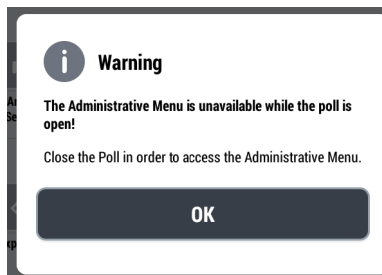 Warning
The Administrative Menu is unavailable while the poll is
open!
Close the Poll in order to access the Administrative Menu.
OK